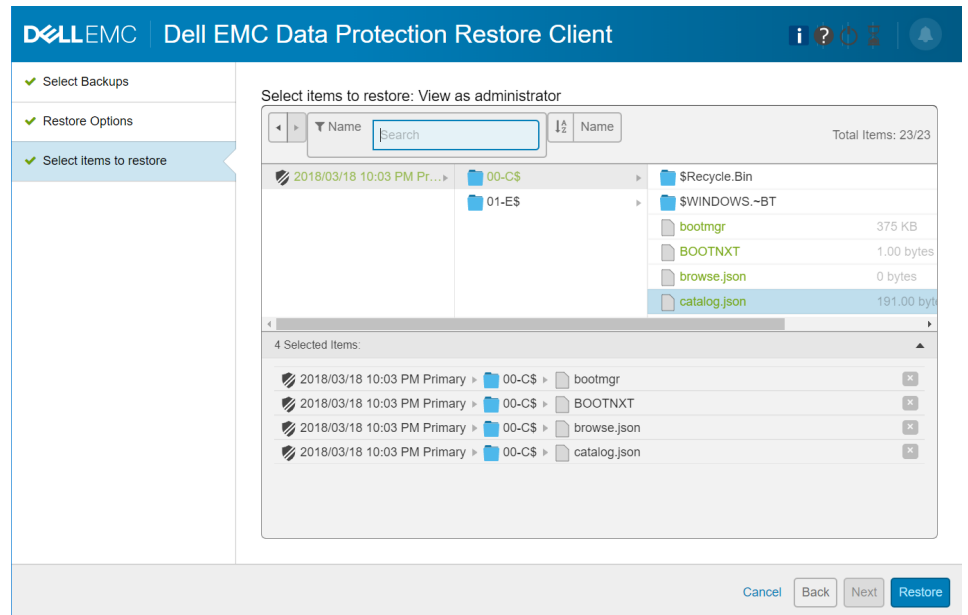 DELLEMC Dell EMC Data Protection Restore Client
Select Backups
Restore Options
Select items to restore
Select items to restore: View as administrator
Name Search Name Total Items: 23/23
2018/03/18 10:03 PM Pr... 00-C$ $Recycle.Bin
01-E$ $WINDOWS.~BT
bootmgr 375 KB
BOOTNXT 1.00 bytes
browse.json 0 bytes
catalog.json 191.00 byte
4 Selected Items:
2018/03/18 10:03 PM Primary 00-C$ bootmgr
2018/03/18 10:03 PM Primary 00-C$ BOOTNXT
2018/03/18 10:03 PM Primary 00-C$ browse.json
2018/03/18 10:03 PM Primary 00-C$ catalog.json
Cancel Back Next Restore